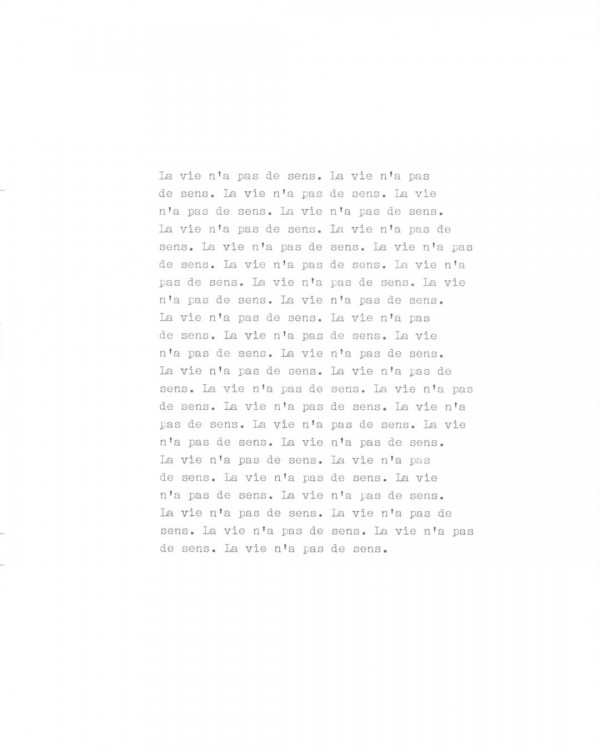 La vie n'a pas de sens. La vie n'a pas
de sens. La vie n'a pas de sens. La vie
n'a pas de sens. La vie n'a pas de sens.
La vie n'a pas de sens. La vie n'a pas de
sens. La vie n'a pas de sens. La vie n'a pas
de sens. La vie n'a pas de sens. La vie n'a
pas de sens. La vie n'a pas de sens. La vie
n'a pas de sens. La vie n'a pas de sens.
La vie n'a pas de sens. La vie n'a pas
de sens. La vie n'a pas de sens. La vie
n'a pas de sens. La vie n'a pas de sens.
La vie n'a pas de sens. La vie n'a pas de
sens. La vie n'a pas de sens. La vie n'a pas
de sens. La vie n'a pas de sens. La vie n'a
pas de sens. La vie n'a pas de sens. La vie
n'a pas de sens. La vie n'a pas de sens.
La vie n'a pas de sens. La vie n'a pas
de sens. La vie n'a pas de sens. La vie
n'a pas de sens. La vie n'a pas de sens.
La vie n'a pas de sens. La vie n'a pas de
sens. La vie n'a pas de sens. La vie n'a pas
de sens. La vie n'a pas de sens.